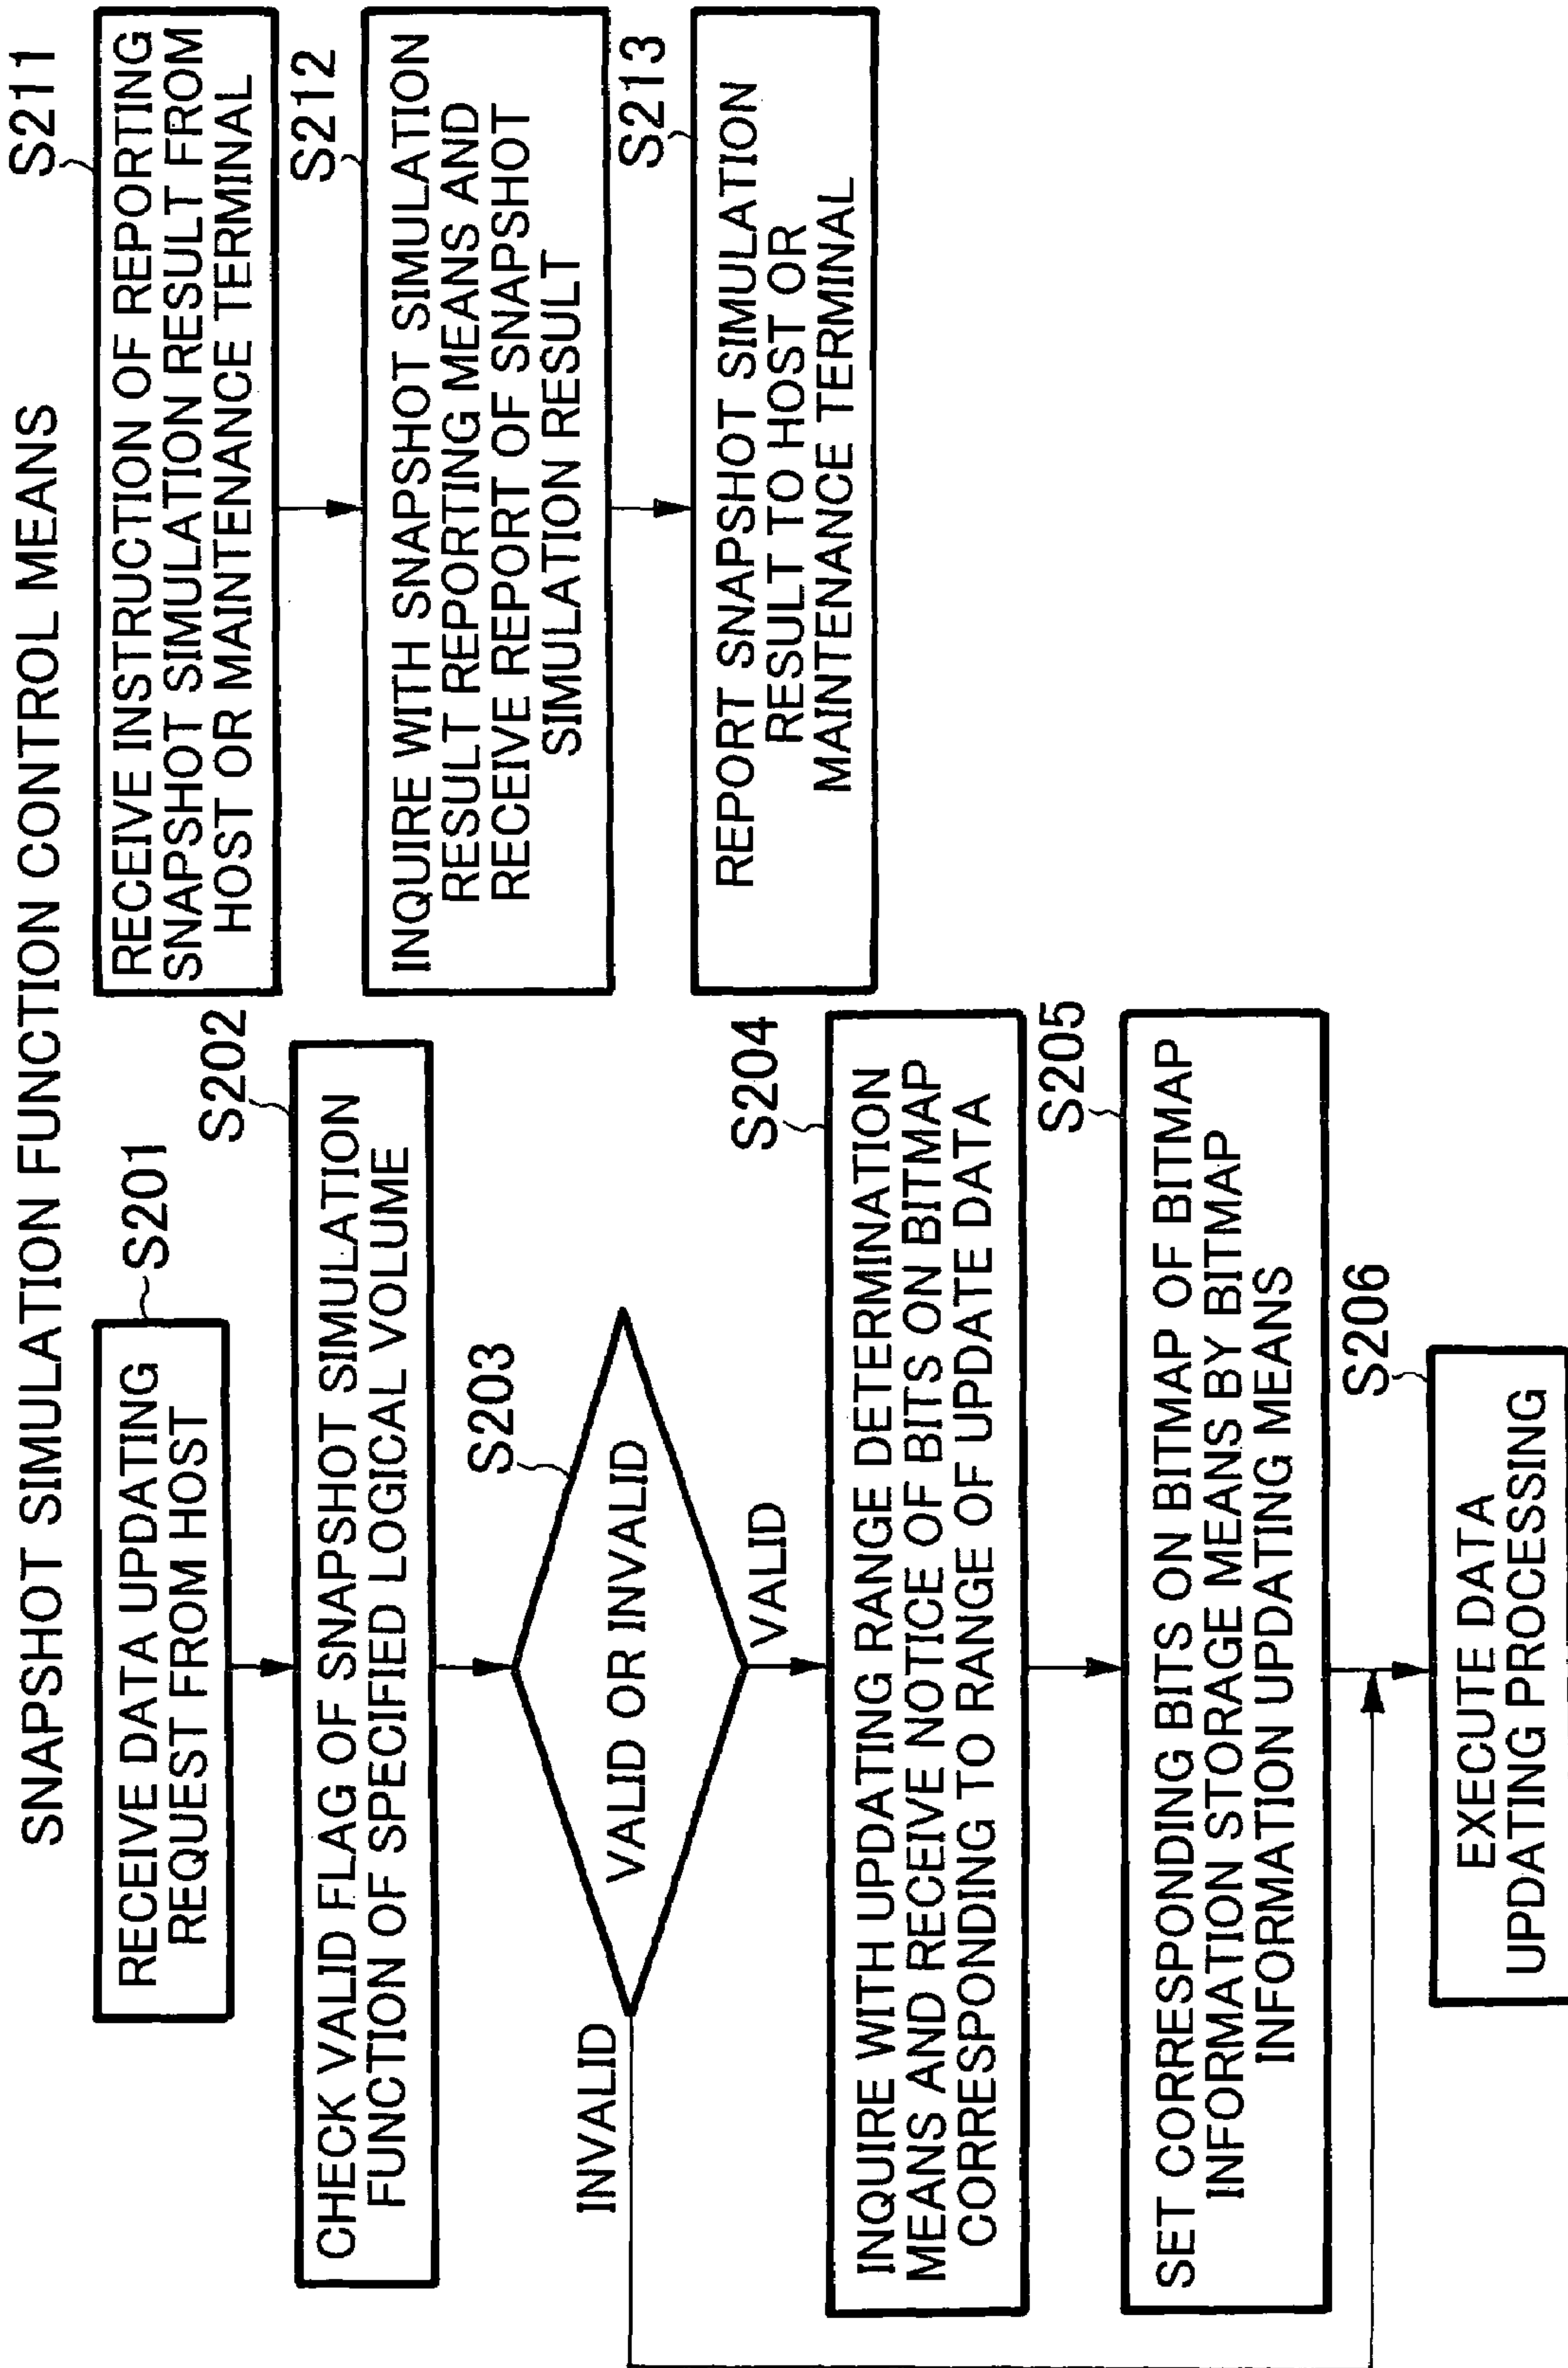 SNAPSHOT SIMULATION FUNCTION CONTROL MEANS
S201
RECEIVE DATA UPDATING
REQUEST FROM HOST
S202
CHECK VALID FLAG OF SNAPSHOT SIMULATION
FUNCTION OF SPECIFIED LOGICAL VOLUME
S203
VALID OR INVALID
INVALID
VALID
S204
INQUIRE WITH UPDATING RANGE DETERMINATION
MEANS AND RECEIVE NOTICE OF BITS ON BITMAP
CORRESPONDING TO RANGE OF UPDATE DATA
S205
SET CORRESPONDING BITS ON BITMAP OF BITMAP
INFORMATION STORAGE MEANS BY BITMAP
INFORMATION UPDATING MEANS
S206
EXECUTE DATA
UPDATING PROCESSING
S211
RECEIVE INSTRUCTION OF REPORTING
SNAPSHOT SIMULATION RESULT FROM
HOST OR MAINTENANCE TERMINAL
S212
INQUIRE WITH SNAPSHOT SIMULATION
RESULT REPORTING MEANS AND
RECEIVE REPORT OF SNAPSHOT
SIMULATION RESULT
S213
REPORT SNAPSHOT SIMULATION
RESULT TO HOST OR
MAINTENANCE TERMINAL